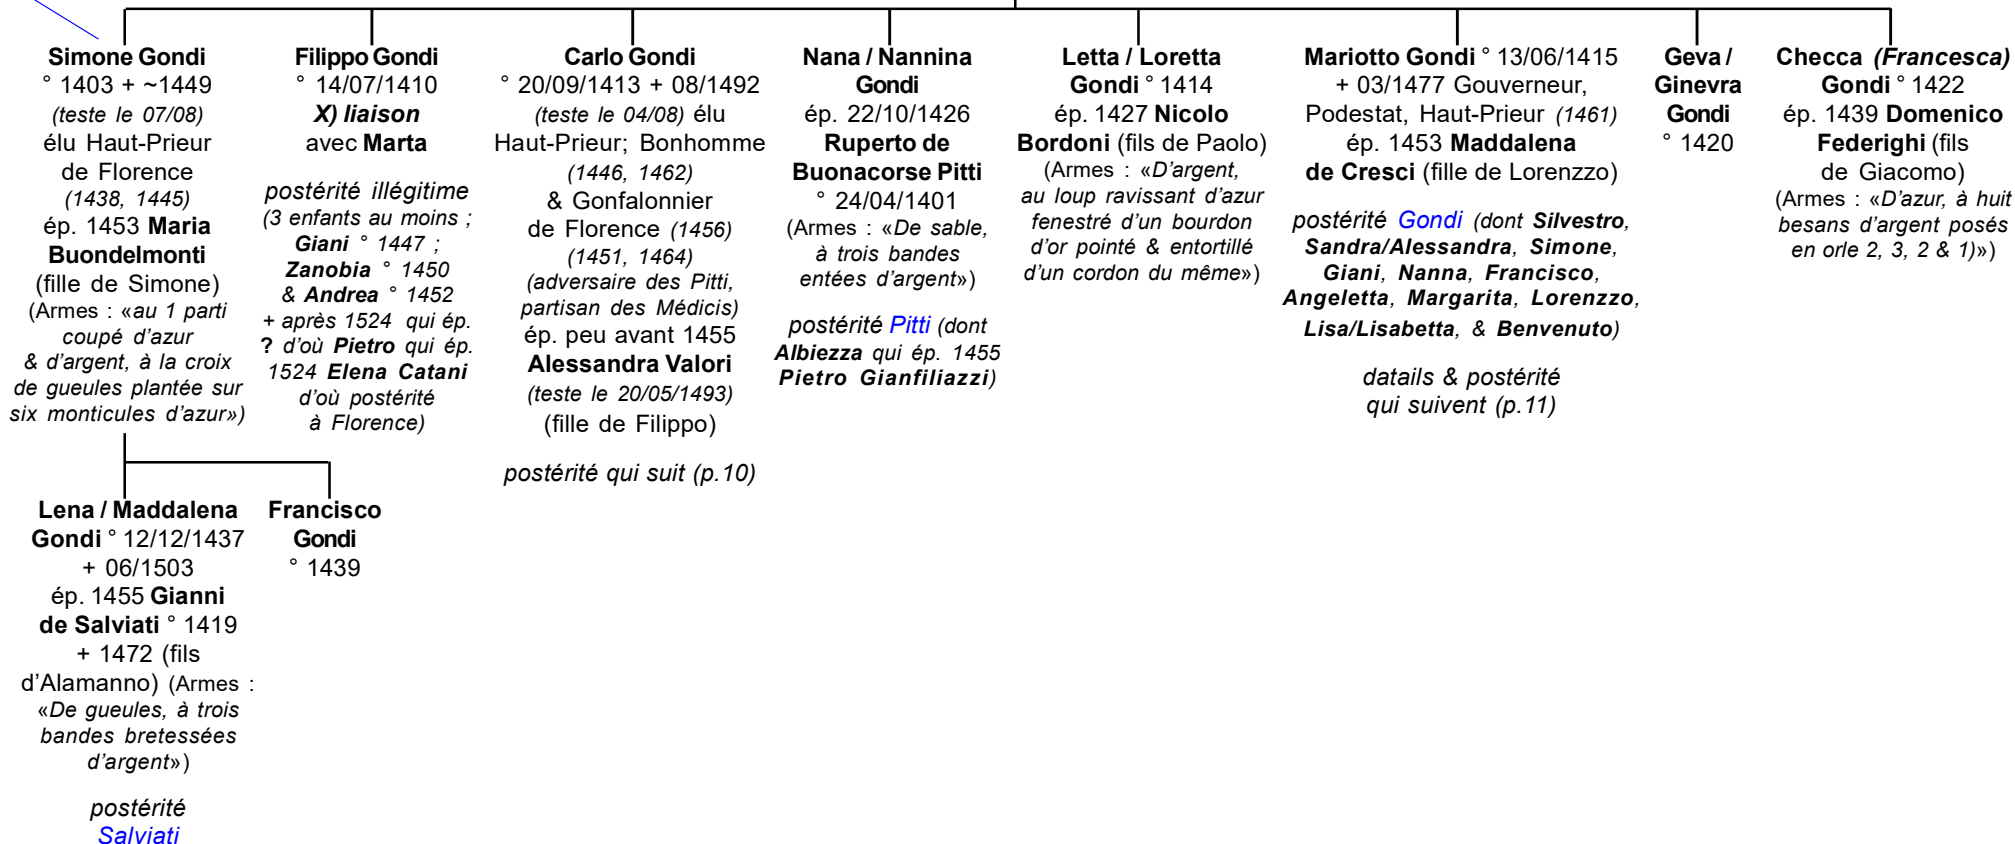 Simone Gondi
° 1403 + ~1449
(teste le 07/08)
élu Haut-Prieur
de Florence
(1438, 1445)
ép. 1453 Maria
Buondelmonti
(fille de Simone)
(Armes : «au 1 parti
coupé d'azur
& d'argent, à la croix
de gueules plantée sur
six monticules d'azur»)
Filippo Gondi
° 14/07/1410
X) liaison
avec Marta
postérité illégitime
(3 enfants au moins ;
Giani ° 1447 ;
Zanobia ° 1450
& Andrea ° 1452
+ après 1524 qui ép.
? d'où Pietro qui ép.
1524 Elena Catani
d'où postérité
à Florence)
Carlo Gondi
° 20/09/1413 + 08/1492
(teste le 04/08) élu
Haut-Prieur; Bonhomme
(1446, 1462)
& Gonfalonnier
de Florence (1456)
(1451, 1464)
(adversaire des Pitti,
partisan des Médicis)
ép. peu avant 1455
Alessandra Valori
(teste le 20/05/1493)
(fille de Filippo)
postérité qui suit (p.10)
Nana / Nannina
Gondi
ép. 22/10/1426
Ruperto de
Buonacorse Pitti
° 24/04/1401
(Armes : «De sable,
à trois bandes
entées d'argent»)
postérité Pitti (dont
Albiezza qui ép. 1455
Pietro Gianfiliazzi)
Letta / Loretta
Gondi ° 1414
ép. 1427 Nicolo
Bordoni (fils de Paolo)
(Armes : «D'argent,
au loup ravissant d'azur
fenestré d'un bourdon
d'or pointé & entortillé
d'un cordon du même»)
Mariotto Gondi ° 13/06/1415
+ 03/1477 Gouverneur,
Podestat, Haut-Prieur (1461)
ép. 1453 Maddalena
de Cresci (fille de Lorenzzo)
postérité Gondi (dont Silvestro,
Sandra/Alessandra, Simone,
Giani, Nanna, Francisco,
Angeletta, Margarita, Lorenzzo,
Lisa/Lisabetta, & Benvenuto)
datails & postérité
qui suivent (p.11)
Geva /
Ginevra
Gondi
° 1420
Checca (Francesca)
Gondi ° 1422
ép. 1439 Domenico
Federighi (fils
de Giacomo)
(Armes : «D'azur, à huit
besans d'argent posés
en orle 2, 3, 2 & 1)»)
Lena / Maddalena
Gondi ° 12/12/1437
+ 06/1503
ép. 1455 Gianni
de Salviati ° 1419
+ 1472 (fils
d'Alamanno) (Armes :
«De gueules, à trois
bandes bretessées
d'argent»)
postérité
Salviati
Francisco
Gondi
° 1439